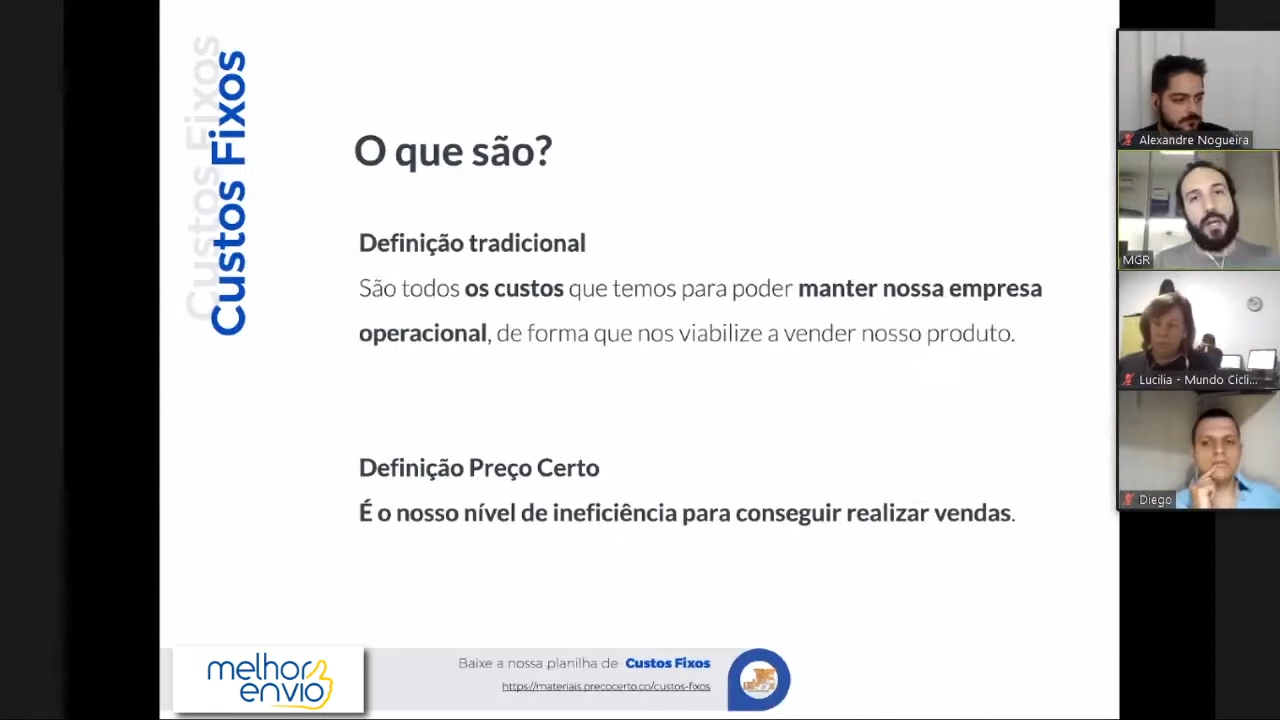 Custos Fixos
Custos Fixos
O que são?
Definição tradicional
São todos os custos que temos para poder manter nossa empresa
operacional, de forma que nos viabilize a vender nosso produto.
Definição Preço Certo
É o nosso nível de ineficiência para conseguir realizar vendas.
melhor
envio
Baixe a nossa planilha de Custos Fixos
https://materiais.precocerto.co/custos-fixos
Alexandre Nogueira
MGR
Lucilia - Mundo Cicli...
Diego